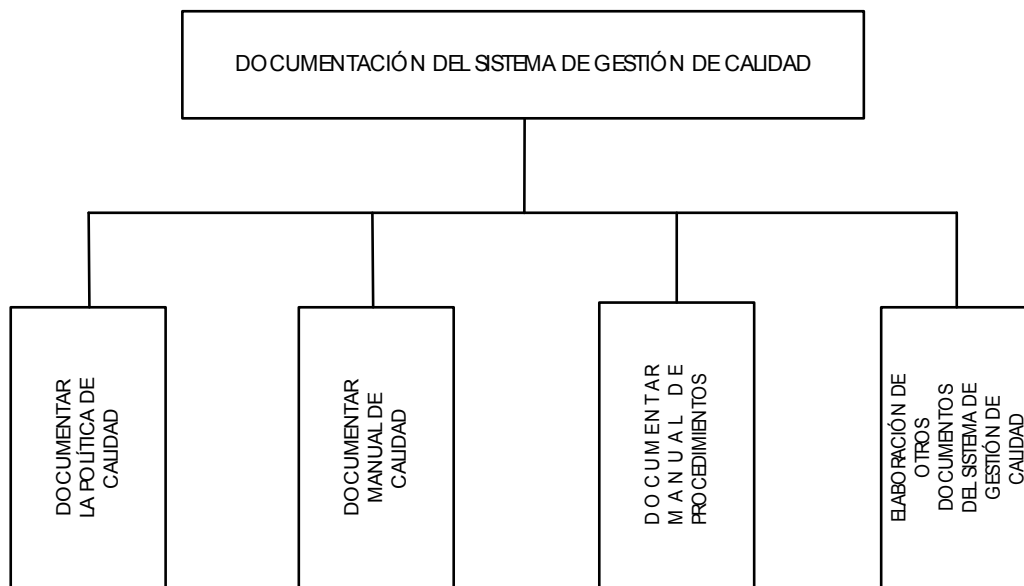 DOCUMENTACIÓN DEL SISTEMA DE GESTIÓN DE CALIDAD
DOCUMENTAR
LA POLÍTICA DE
CALIDAD
DOCUMENTAR
MANUAL DE
CALIDAD
DOCUMENTAR
MANUAL DE
PROCEDIMIENTOS
ELABORACIÓN DE
OTROS
DOCUMENTOS
DEL SISTEMA DE
GESTIÓN DE
CALIDAD